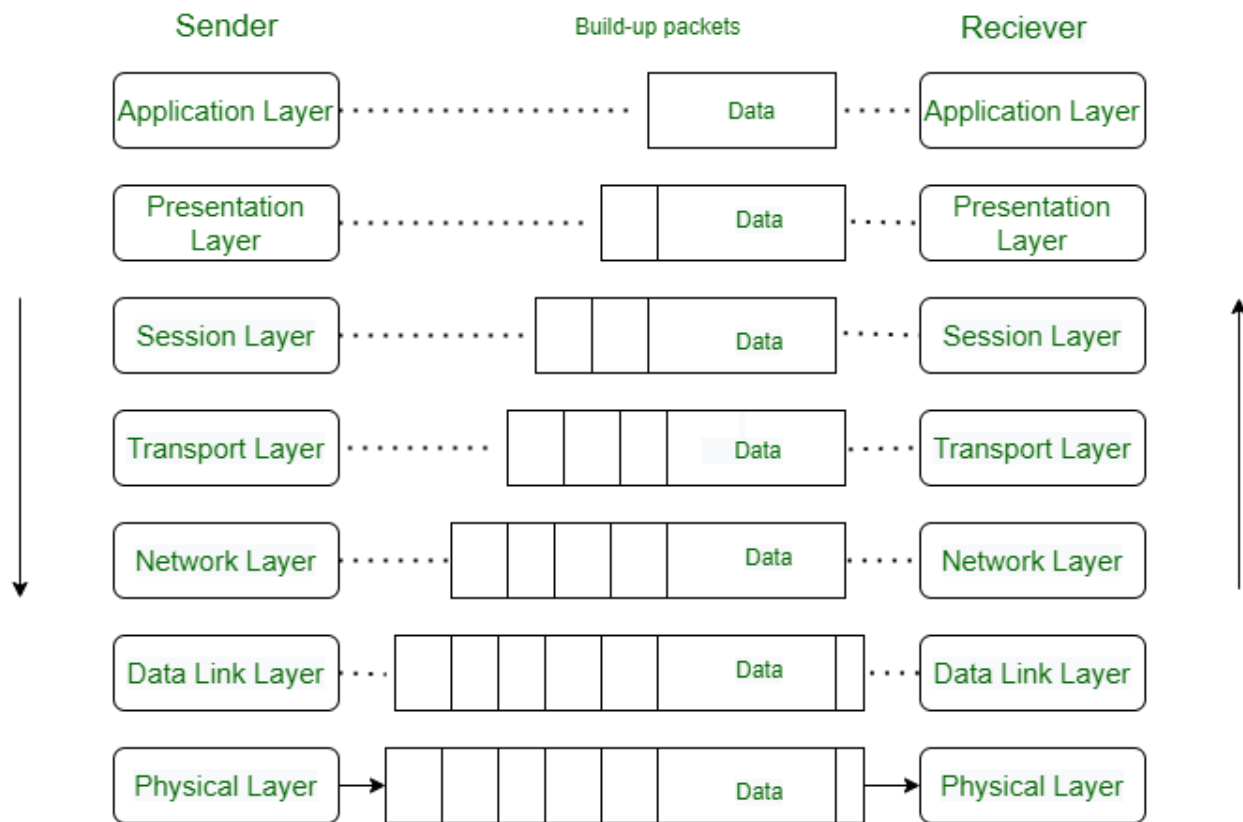 Sender
Build-up packets
Reciever
Application Layer
Data
Application Layer
Presentation
Layer
Data
Presentation
Layer
Session Layer
Data
Session Layer
Transport Layer
Data
Transport Layer
Network Layer
Data
Network Layer
Data Link Layer
Data
Data Link Layer
Physical Layer
Data
Physical Layer